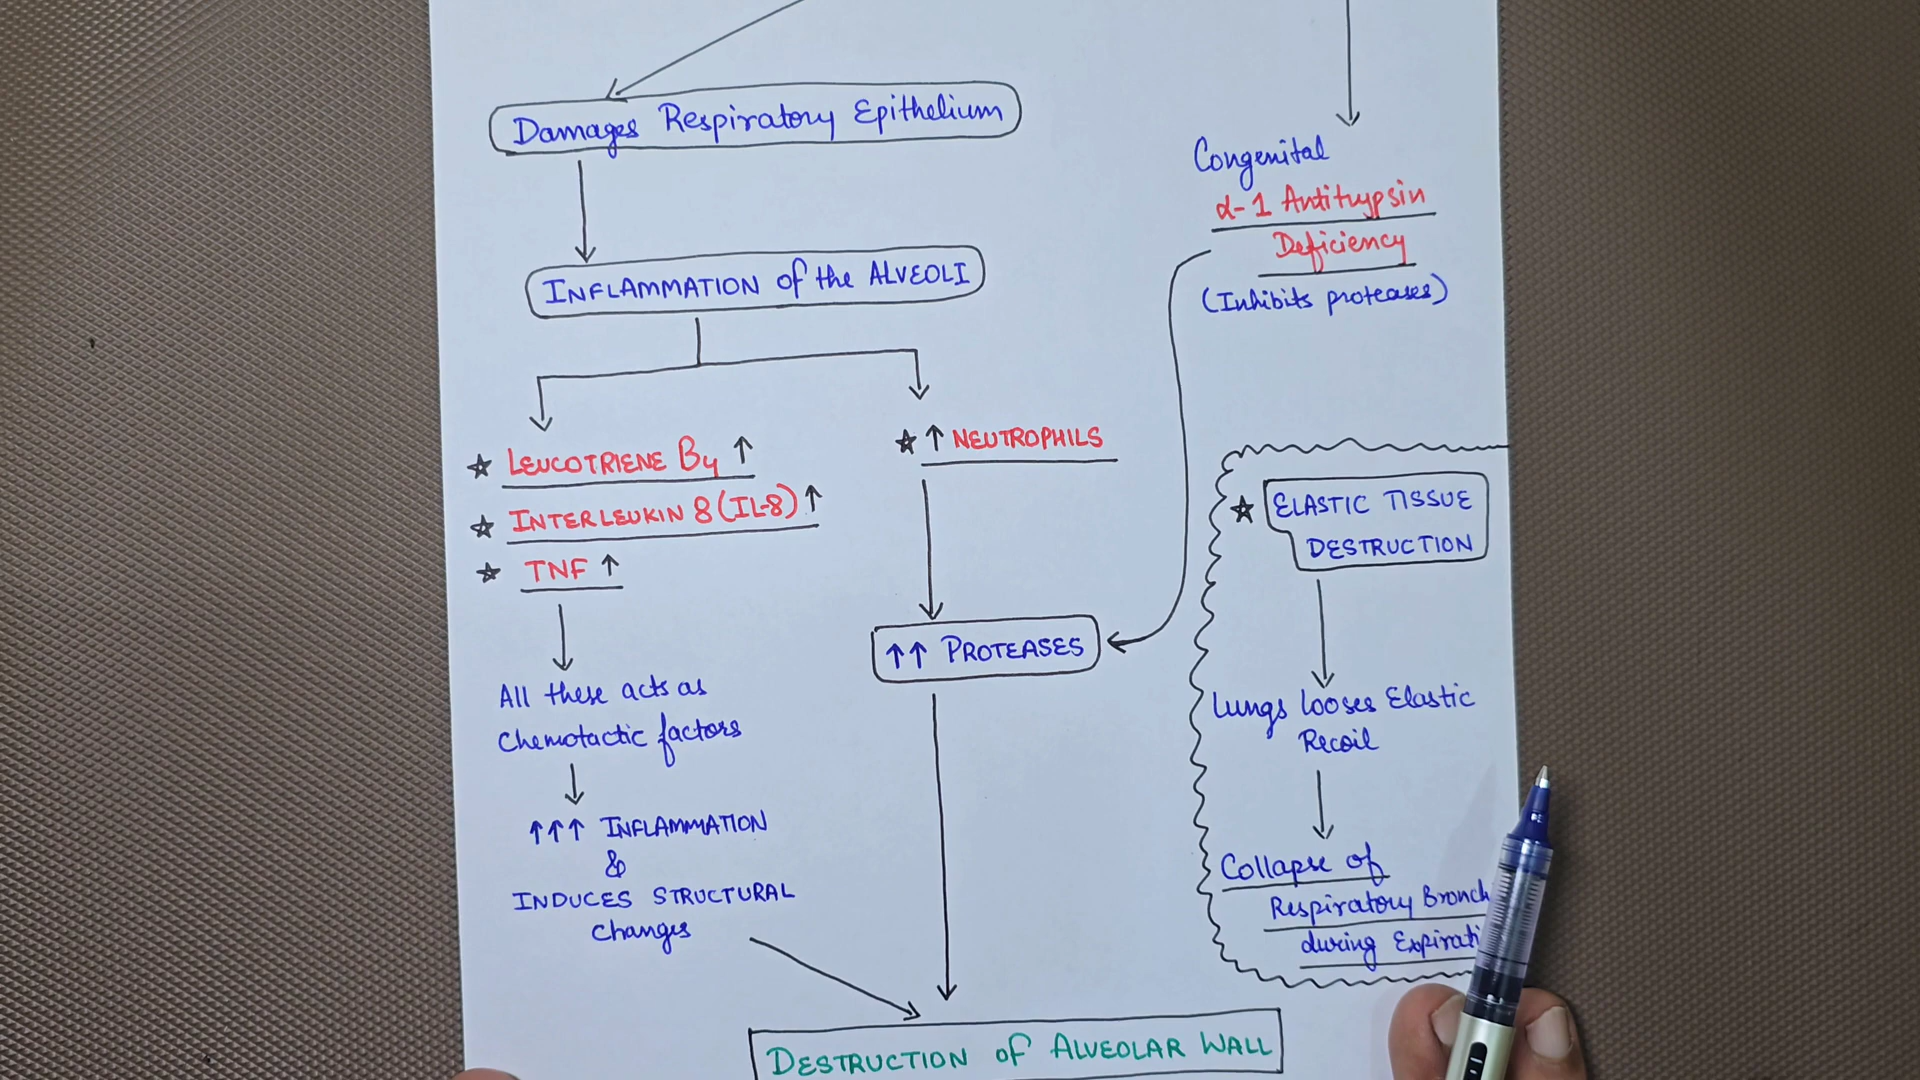 Damages Respiratory Epithelium
INFLAMMATION of the ALVEOLI
★ LEUCOTRIENE B4 ↑
★ INTERLEUKIN 8 (IL-8) ↑
★ TNF ↑
All these acts as
Chemotactic factors
↑↑↑ INFLAMMATION
&
INDUCES STRUCTURAL
Changes
★ ↑ NEUTROPHILS
↑↑ PROTEASES
Congenital
α-1 Antitrypsin
Deficiency
(Inhibits proteases)
★ ELASTIC TISSUE
DESTRUCTION
Lungs looses Elastic
Recoil
Collapse of
Respiratory
during
DESTRUCTION of ALVEOLAR WALL